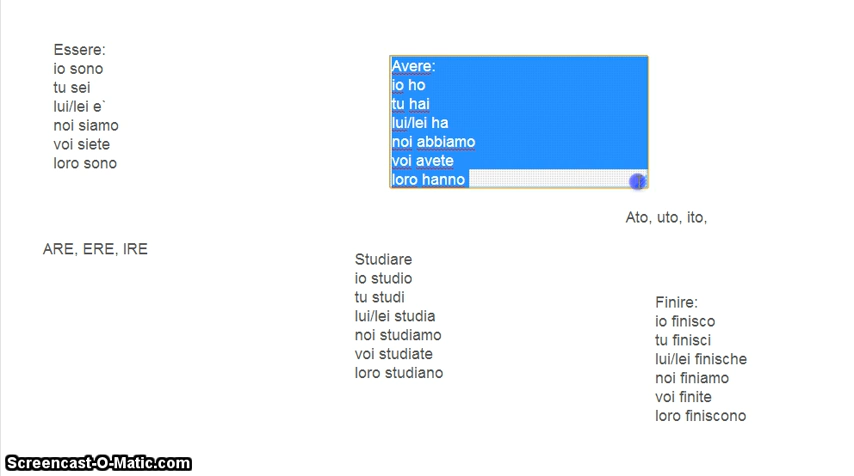 Essere:
io sono
tu sei
lui/lei e`
noi siamo
voi siete
loro sono
Avere:
io ho
tu hai
lui/lei ha
noi abbiamo
voi avete
loro hanno
Ato, uto, ito,
ARE, ERE, IRE
Studiare
io studio
tu studi
lui/lei studia
noi studiamo
voi studiate
loro studiano
Finire:
io finisco
tu finisci
lui/lei finische
noi finiamo
voi finite
loro finiscono
Screencast-O-Matic.com